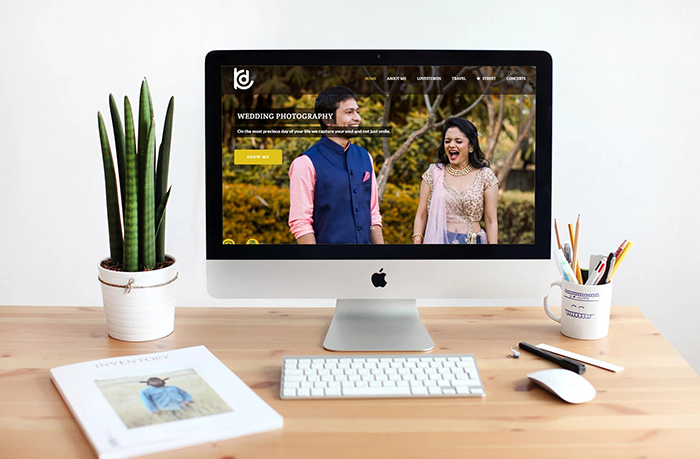 kd
HOME ABOUT ME LOVESTORIES TRAVEL STREET CONCERTS
WEDDING PHOTOGRAPHY
On the most precious day of your life we capture your soul and not just smile.
SHOW ME
INVENTORY